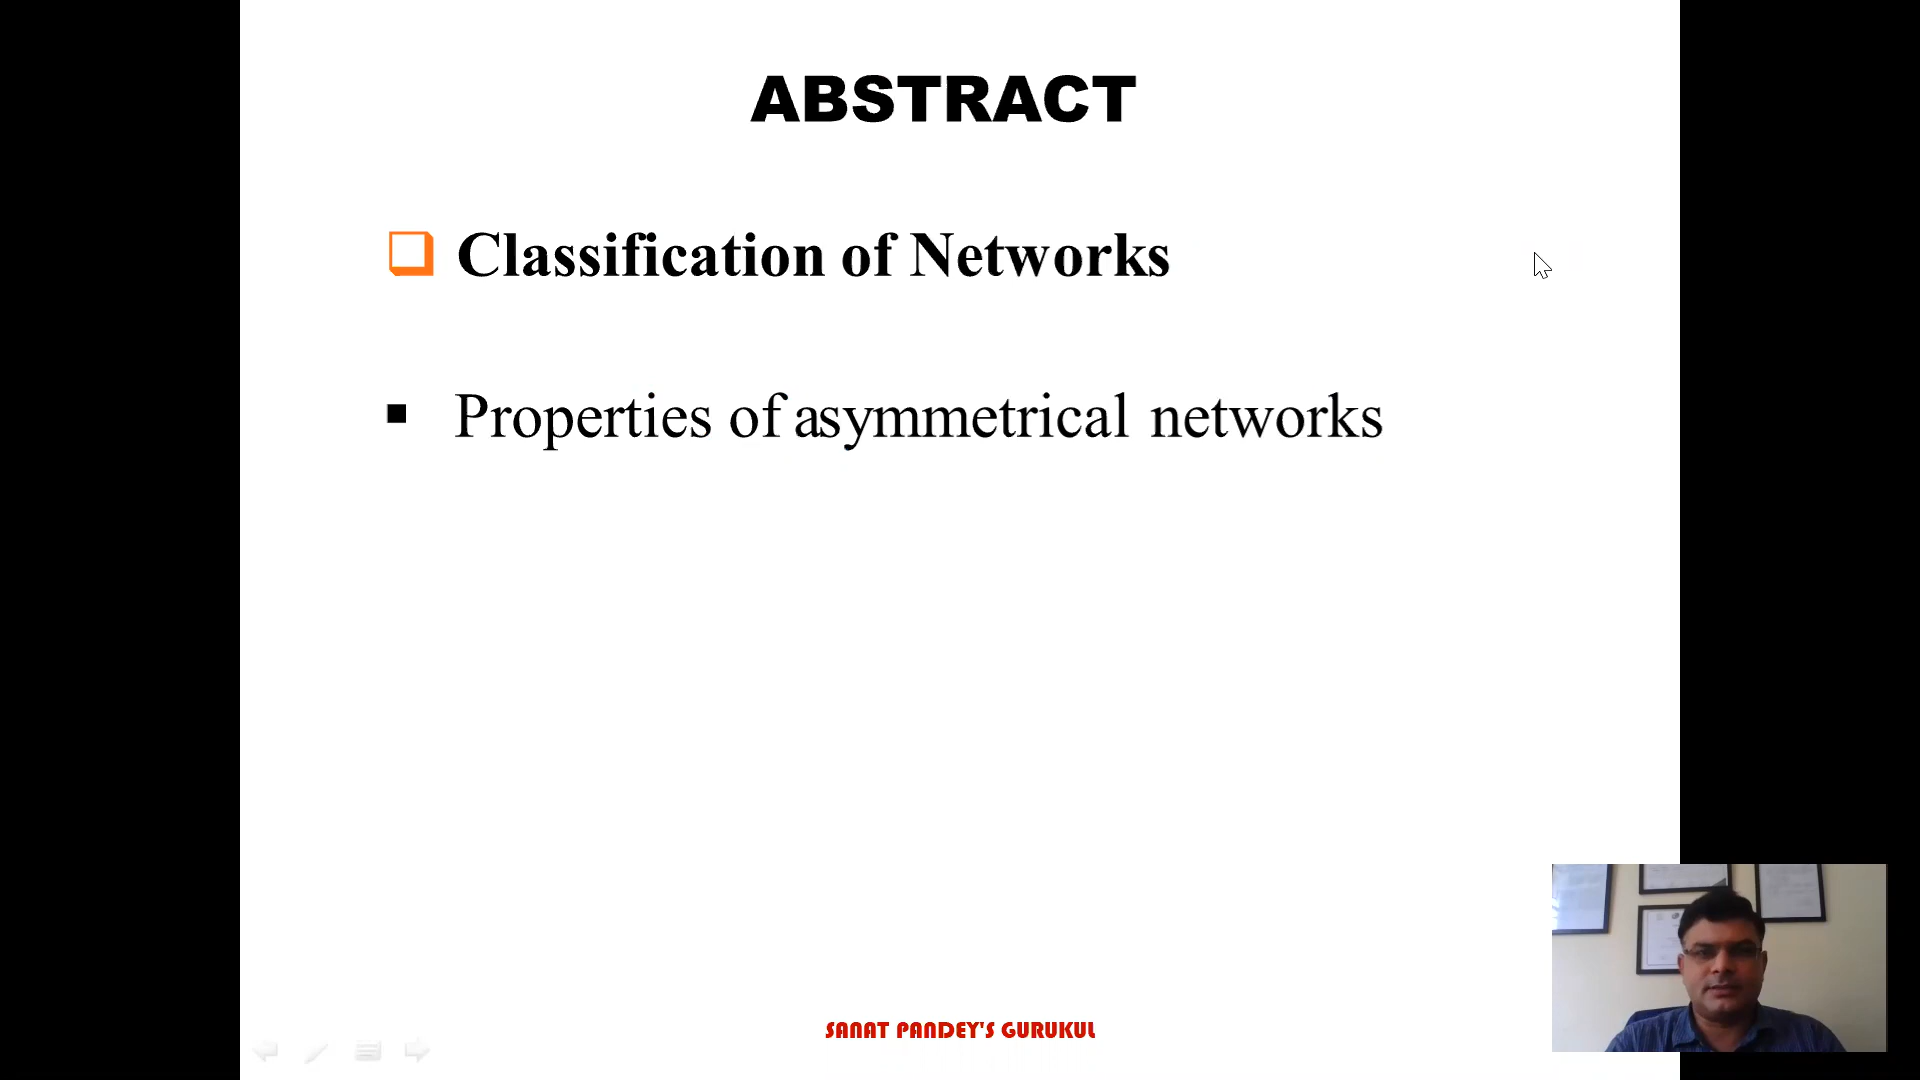 ABSTRACT
Classification of Networks
Properties of asymmetrical networks
SANAT PANDEY'S GURUKUL